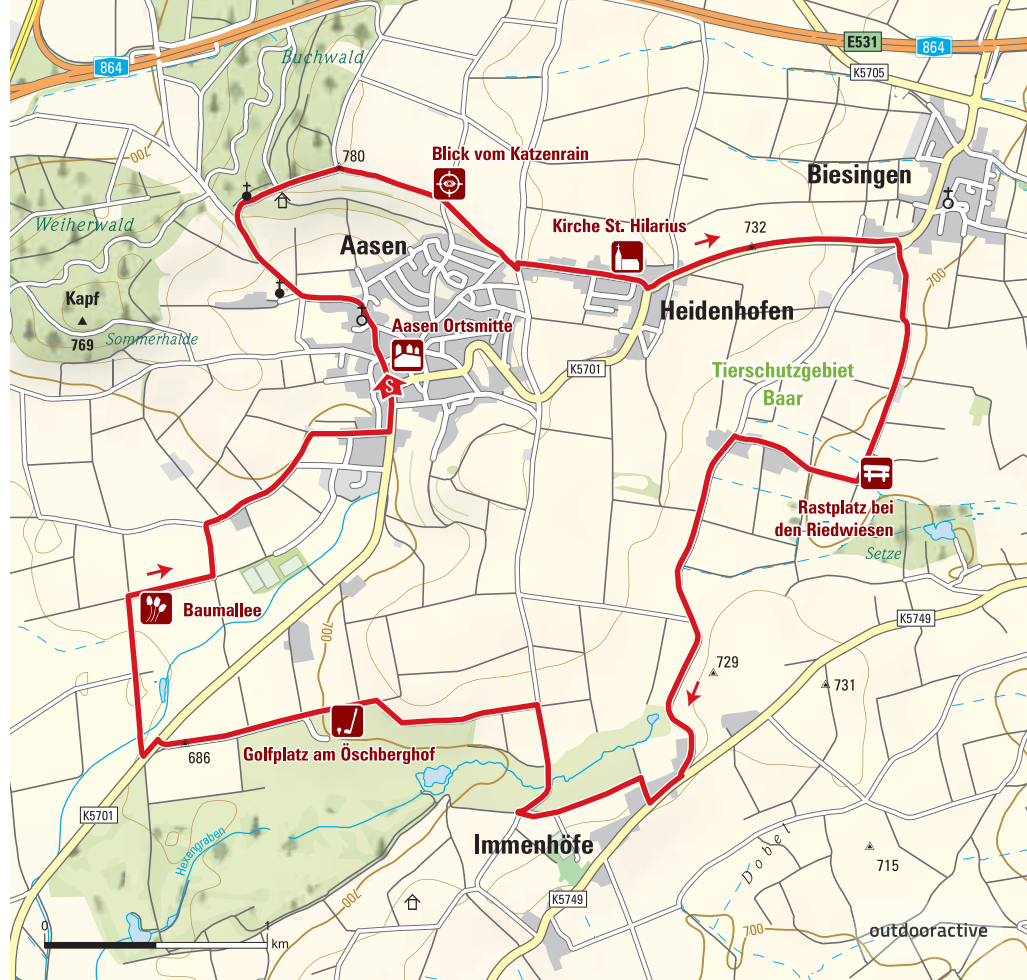 864
E531
864
K5705
Buchwald
700
780
Blick vom Katzenrain
Biesingen
Weiherwald
Aasen
Kirche St. Hilarius
732
700
Kapf
769
Sommerhalde
Aasen Ortsmitte
Heidenhofen
K5701
Tierschutzgebiet
Baar
S
Rastplatz bei
den Riedwiesen
Setze
Baumallee
700
K5749
729
731
686
Golfplatz am Öschberghof
K5701
Hexengraben
Immenhöfe
Dobel
715
700
K5749
700
0
1
km
outdooractive